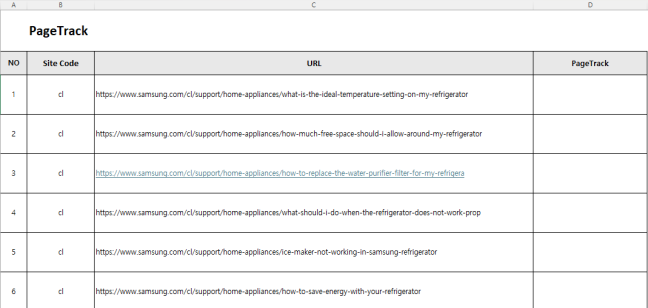 A B C D
PageTrack
NO Site Code URL PageTrack
1 cl https://www.samsung.com/cl/support/home-appliances/what-is-the-ideal-temperature-setting-on-my-refrigerator
2 cl https://www.samsung.com/cl/support/home-appliances/how-much-free-space-should-i-allow-around-my-refrigerator
3 cl https://www.samsung.com/cl/support/home-appliances/how-to-replace-the-water-purifier-filter-for-my-refrigera
4 cl https://www.samsung.com/cl/support/home-appliances/what-should-i-do-when-the-refrigerator-does-not-work-prop
5 cl https://www.samsung.com/cl/support/home-appliances/ice-maker-not-working-in-samsung-refrigerator
6 cl https://www.samsung.com/cl/support/home-appliances/how-to-save-energy-with-your-refrigerator